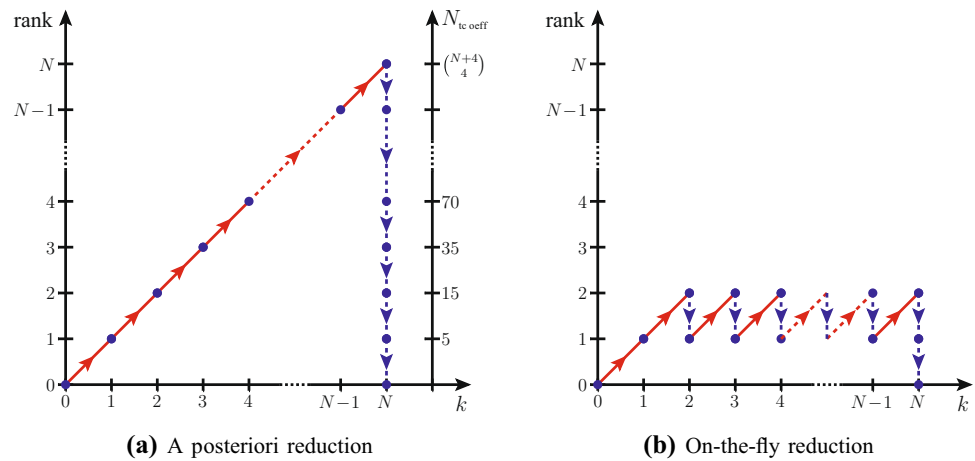 rank
N
N−1
4
3
2
1
0
0 1 2 3 4 N−1 N k
N_tc oeff
(N+4 4)
70
35
15
5
(a) A posteriori reduction
rank
N
N−1
4
3
2
1
0
0 1 2 3 4 N−1 N k
(b) On-the-fly reduction